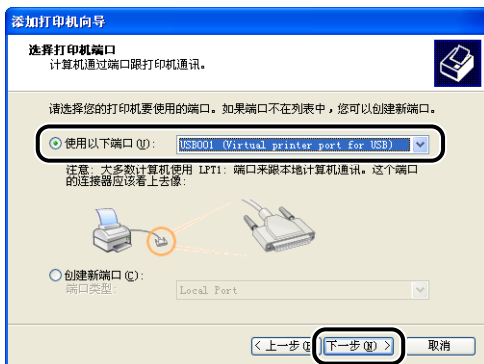 添加打印机向导
选择打印机端口
计算机通过端口跟打印机通讯。
请选择您的打印机要使用的端口。如果端口不在列表中，您可以创建新端口。
使用以下端口(U): USB001 (Virtual printer port for USB)
注意: 大多数计算机使用 LPT1: 端口来跟本地计算机通讯。这个端口
的连接器应该看上去像:
创建新端口(C):
端口类型: Local Port
< 上一步(B) 下一步(N) > 取消